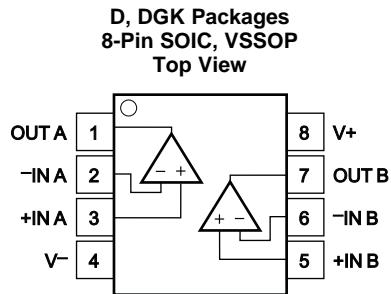 D, DGK Packages
8-Pin SOIC, VSSOP
Top View
OUT A 1 8 V+
–IN A 2 7 OUT B
– +
+IN A 3 6 –IN B
+ –
V– 4 5 +IN B